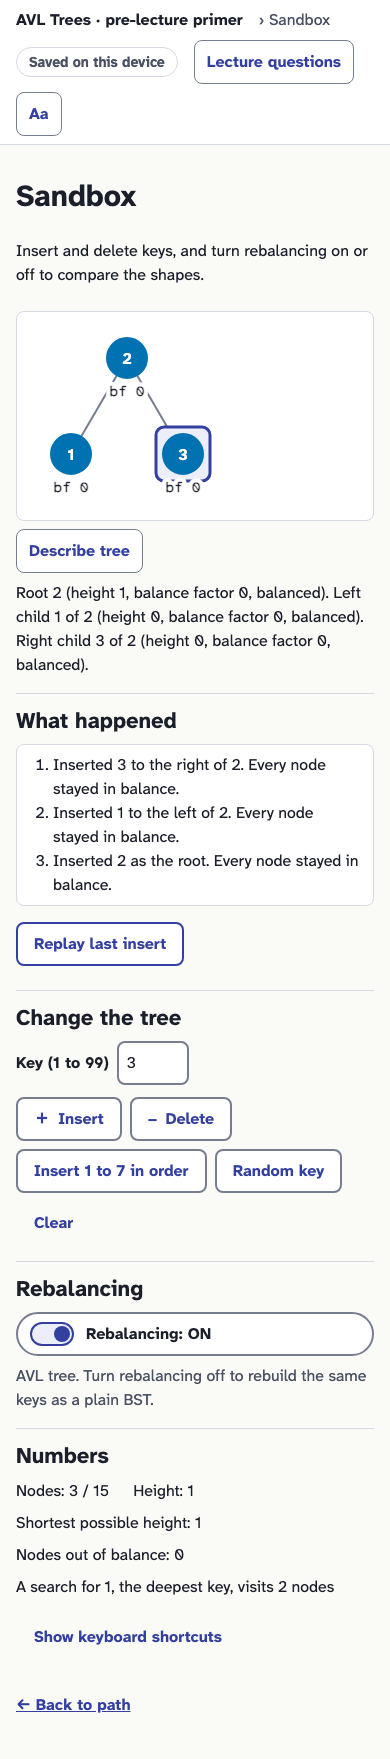 AVL Trees · pre-lecture primer › Sandbox
Saved on this device
Lecture questions
Aa
Sandbox
Insert and delete keys, and turn rebalancing on or
off to compare the shapes.
2
bf 0
1
3
bf 0
bf 0
Describe tree
Root 2 (height 1, balance factor 0, balanced). Left
child 1 of 2 (height 0, balance factor 0, balanced).
Right child 3 of 2 (height 0, balance factor 0,
balanced).
What happened
1. Inserted 3 to the right of 2. Every node
stayed in balance.
2. Inserted 1 to the left of 2. Every node
stayed in balance.
3. Inserted 2 as the root. Every node stayed in
balance.
Replay last insert
Change the tree
Key (1 to 99) 3
+ Insert
− Delete
Insert 1 to 7 in order
Random key
Clear
Rebalancing
Rebalancing: ON
AVL tree. Turn rebalancing off to rebuild the same
keys as a plain BST.
Numbers
Nodes: 3 / 15 Height: 1
Shortest possible height: 1
Nodes out of balance: 0
A search for 1, the deepest key, visits 2 nodes
Show keyboard shortcuts
← Back to path